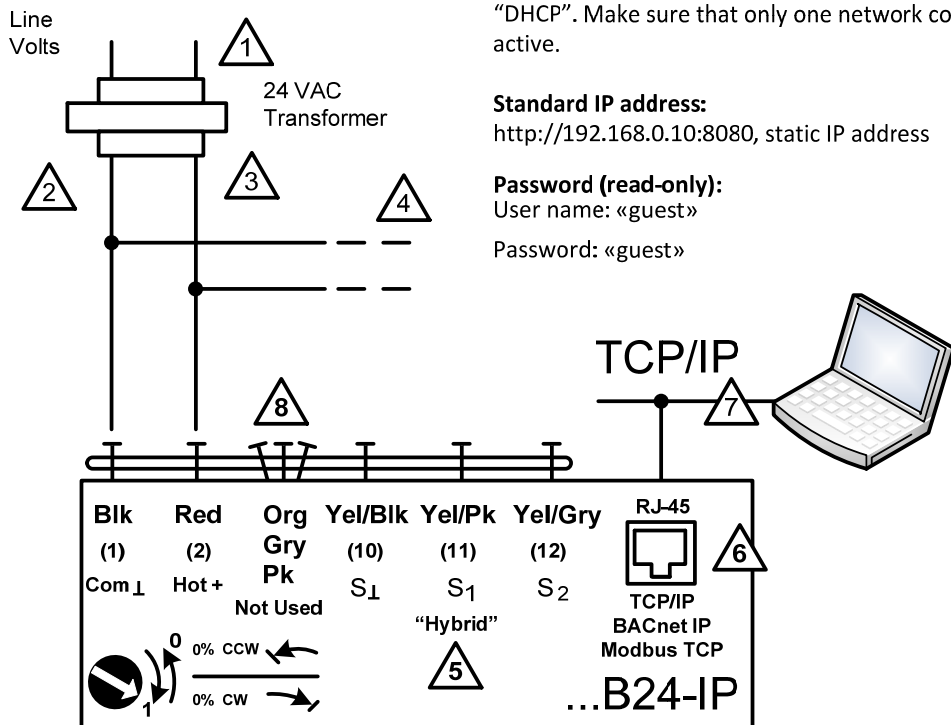 Line
Volts
1
24 VAC
Transformer
2
3
4
“DHCP”. Make sure that only one network co
active.
Standard IP address:
http://192.168.0.10:8080, static IP address
Password (read-only):
User name: «guest»
Password: «guest»
TCP/IP
7
8
Blk Red Org Yel/Blk Yel/Pk Yel/Gry RJ-45
(1) (2) Gry (10) (11) (12) 6
Com ⊥ Hot + Pk S⊥ S1 S2
Not Used
“Hybrid”
TCP/IP
BACnet IP
Modbus TCP
5
0 0% CCW
1 0% CW
...B24-IP